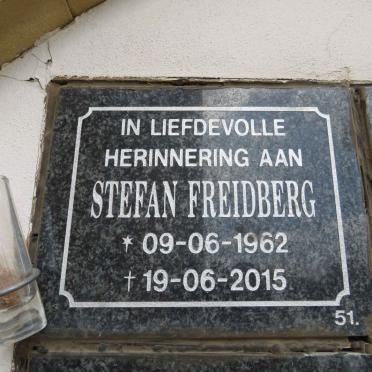 IN LIEFDEVOLLE
HERINNERING AAN
STEFAN FREIDBERG
* 09-06-1962
† 19-06-2015
51.